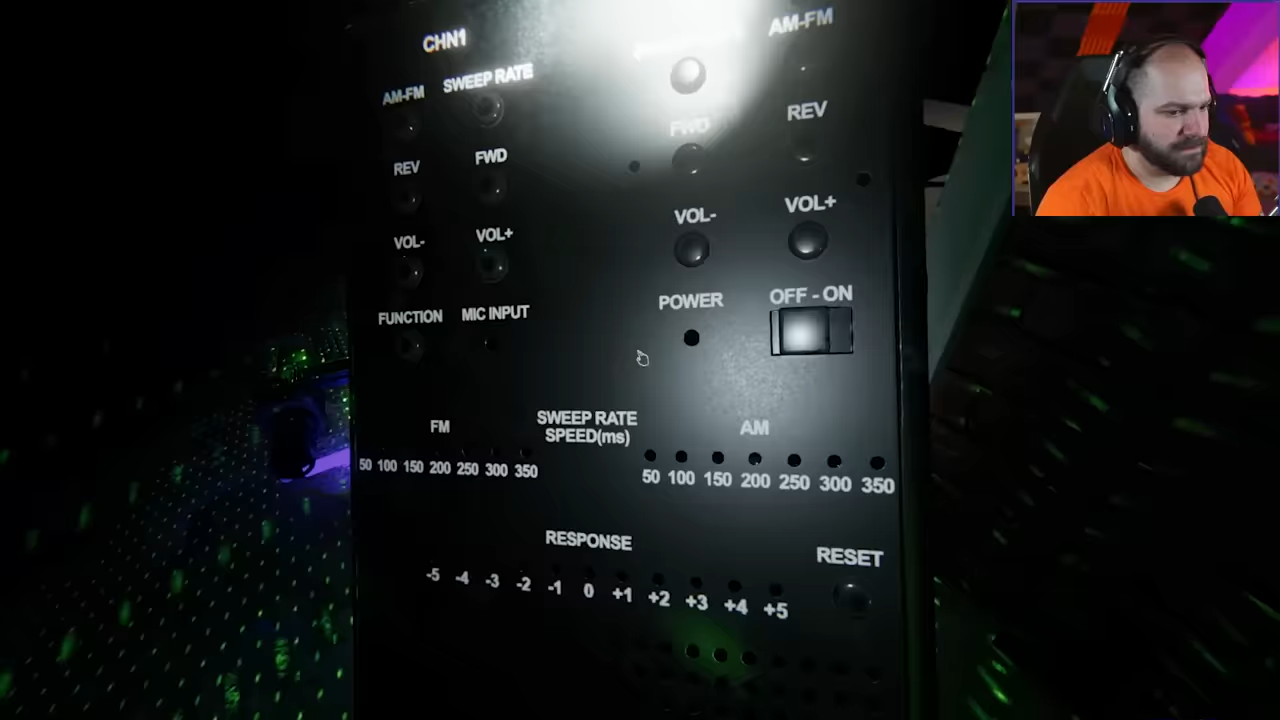 CHN1
AM-FM
SWEEP RATE
AM-FM
REV
FWD
FWD
REV
VOL-
VOL+
VOL-
VOL+
FUNCTION
MIC INPUT
POWER
OFF - ON
FM
SWEEP RATE
SPEED(ms)
AM
50 100 150 200 250 300 350
50 100 150 200 250 300 350
RESPONSE
RESET
-5 -4 -3 -2 -1 0 +1 +2 +3 +4 +5